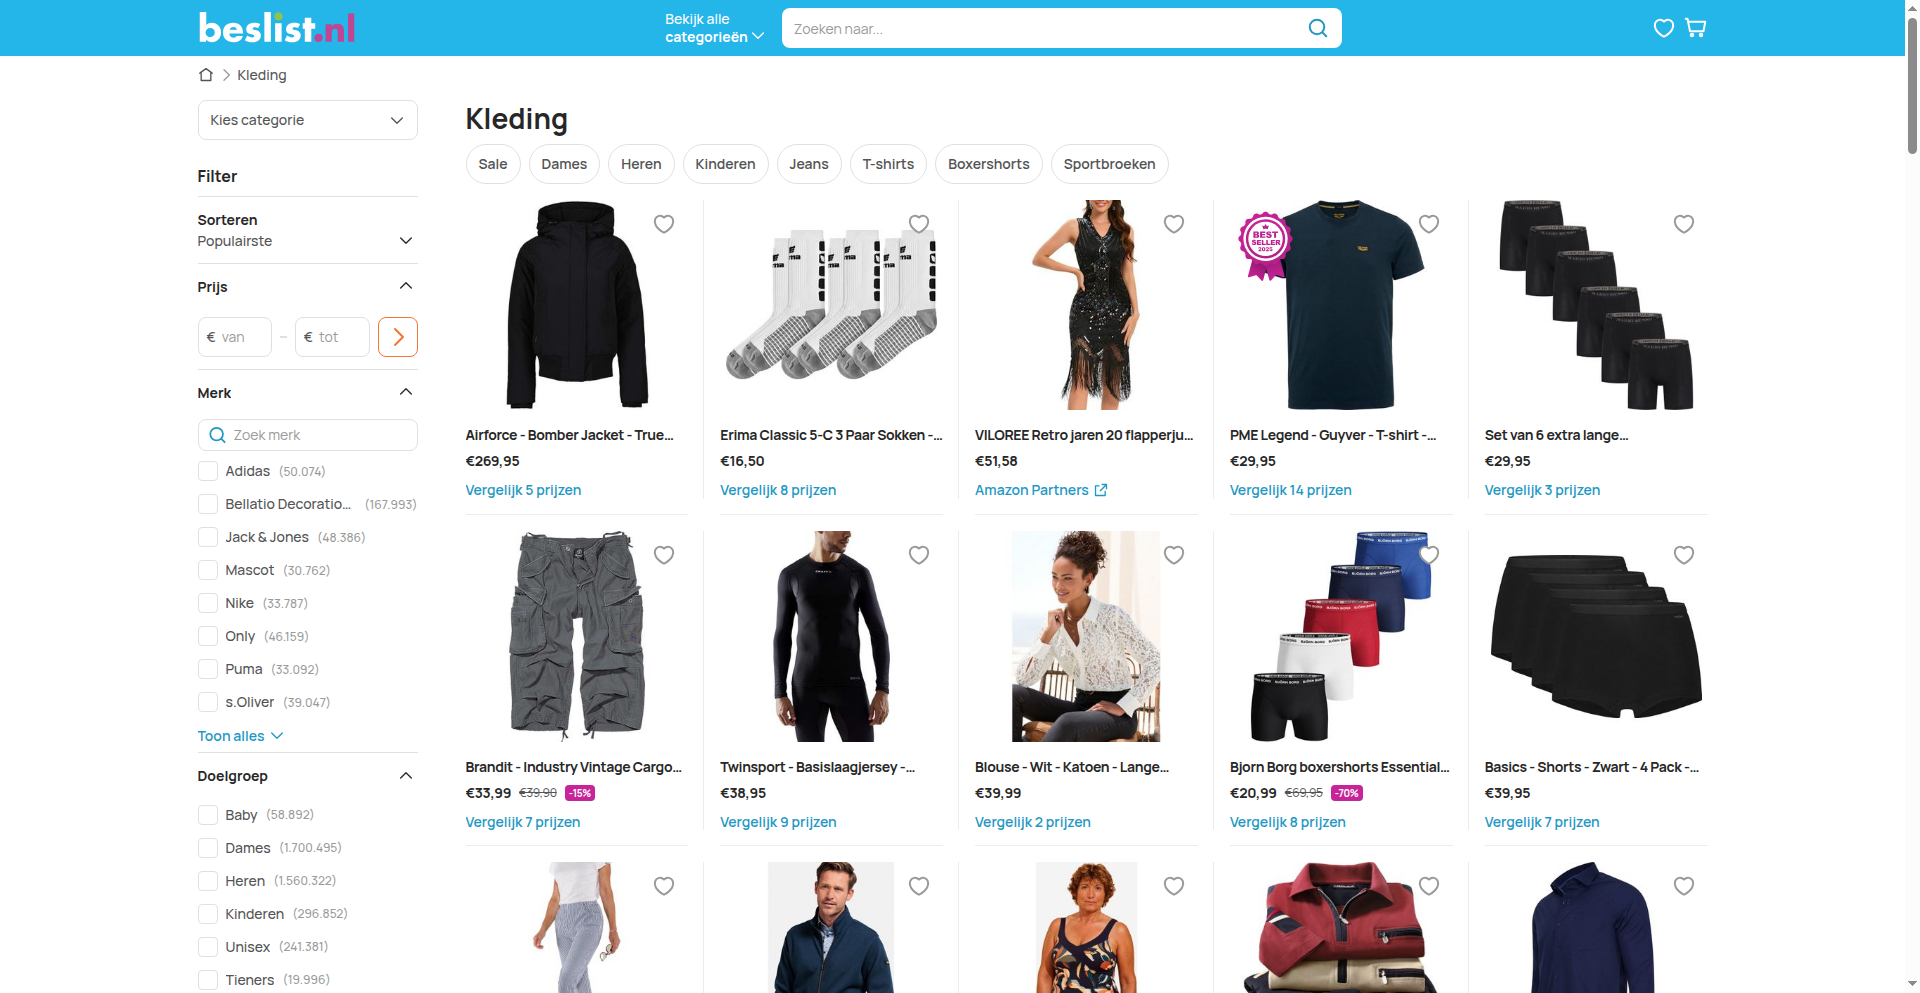 beslist.nl
Bekijk alle
categorieën
Zoeken naar...
Kleding
Kies categorie
Filter
Sorteren
Populairste
Prijs
€ van – € tot
Merk
Zoek merk
Adidas (50.074)
Bellatio Decoratio... (167.993)
Jack & Jones (48.386)
Mascot (30.762)
Nike (33.787)
Only (46.159)
Puma (33.092)
s.Oliver (39.047)
Toon alles
Doelgroep
Baby (58.892)
Dames (1.700.495)
Heren (1.560.322)
Kinderen (296.852)
Unisex (241.381)
Tieners (19.996)
Kleding
Sale Dames Heren Kinderen Jeans T-shirts Boxershorts Sportbroeken
Airforce - Bomber Jacket - True...
€269,95
Vergelijk 5 prijzen
Erima Classic 5-C 3 Paar Sokken -...
€16,50
Vergelijk 8 prijzen
VILOREE Retro jaren 20 flapperju...
€51,58
Amazon Partners
BEST
SELLER
2025
PME Legend - Guyver - T-shirt -...
€29,95
Vergelijk 14 prijzen
Set van 6 extra lange...
€29,95
Vergelijk 3 prijzen
Brandit - Industry Vintage Cargo...
€33,99 €39,90 -15%
Vergelijk 7 prijzen
Twinsport - Basislaagjersey -...
€38,95
Vergelijk 9 prijzen
Blouse - Wit - Katoen - Lange...
€39,99
Vergelijk 2 prijzen
Bjorn Borg boxershorts Essential...
€20,99 €69,95 -70%
Vergelijk 8 prijzen
Basics - Shorts - Zwart - 4 Pack -...
€39,95
Vergelijk 7 prijzen